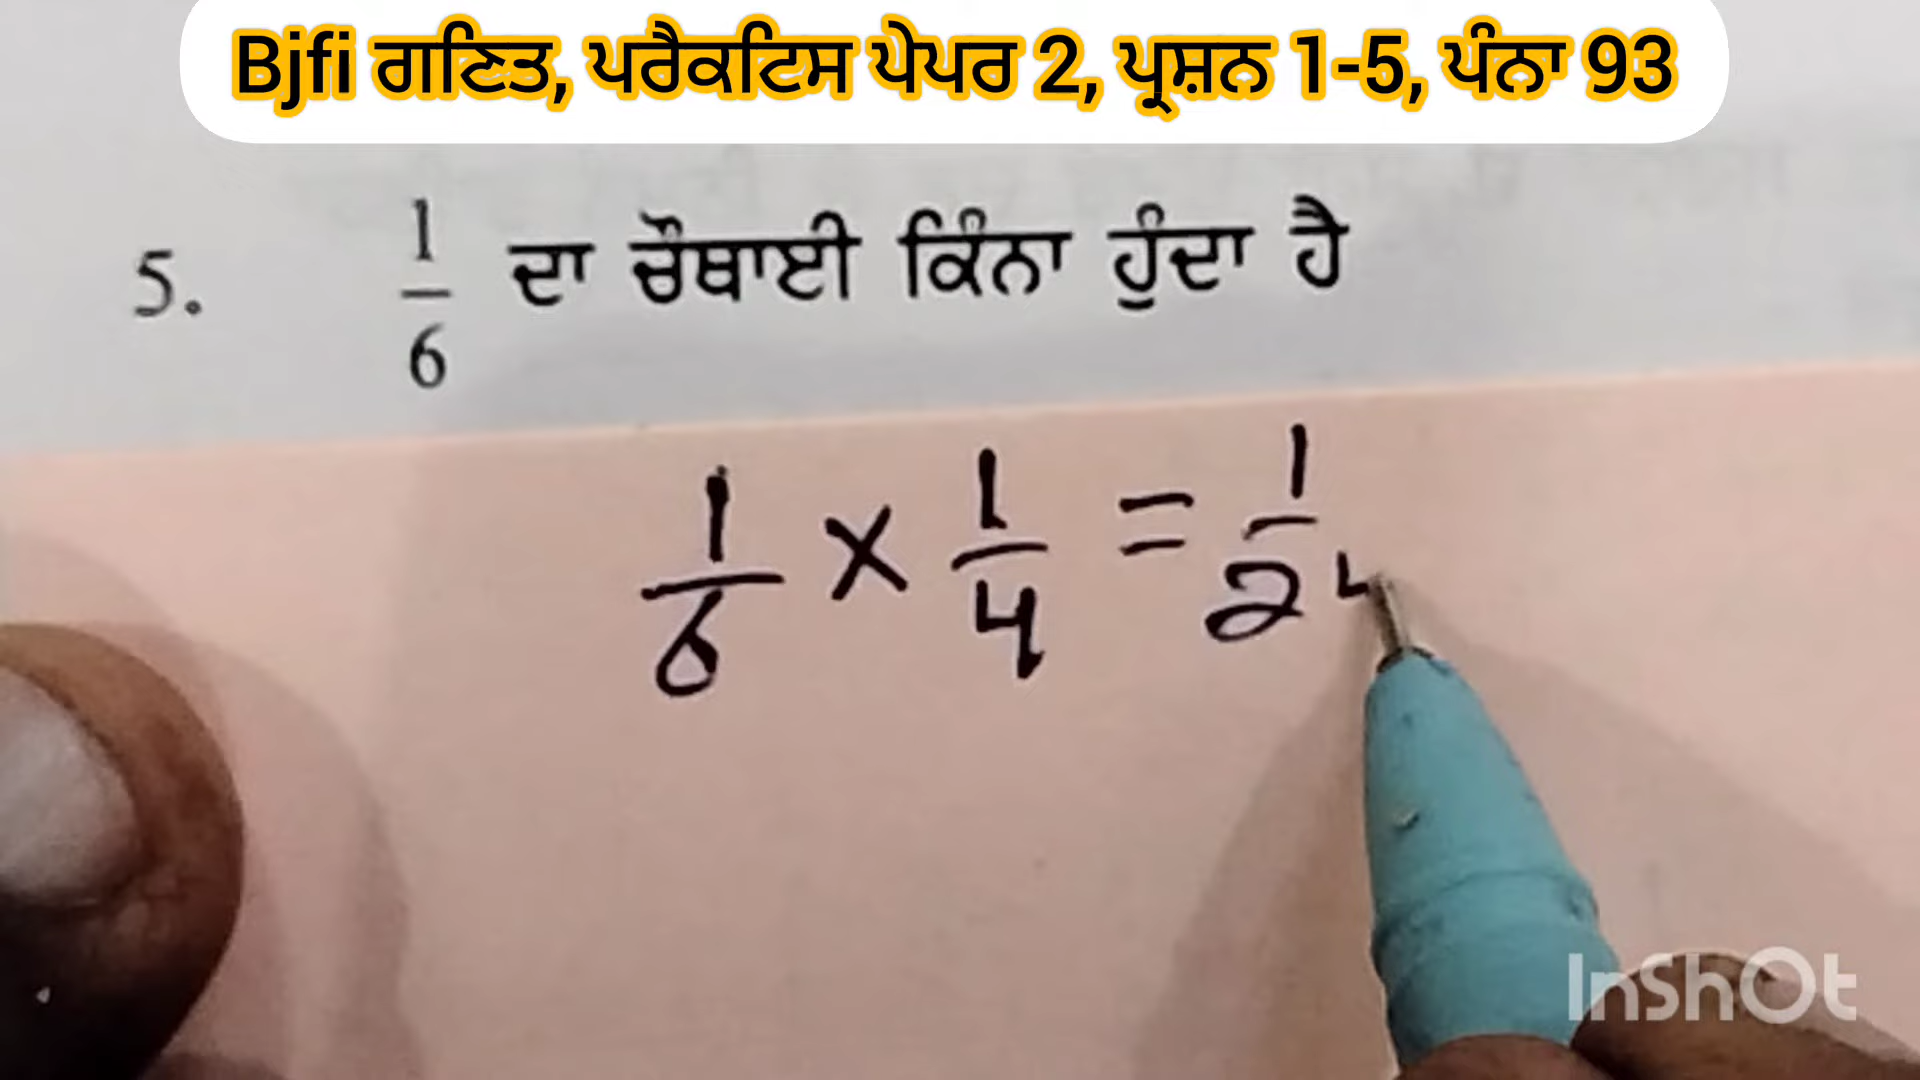 Bjfi ਗਣਿਤ, ਪਰੈਕਟਿਸ ਪੇਪਰ 2, ਪ੍ਰਸ਼ਨ 1-5, ਪੰਨਾ 93
5. 1/6 ਦਾ ਚੌਥਾਈ ਕਿੰਨਾ ਹੁੰਦਾ ਹੈ
1/6 × 1/4 = 1/24
InShOt